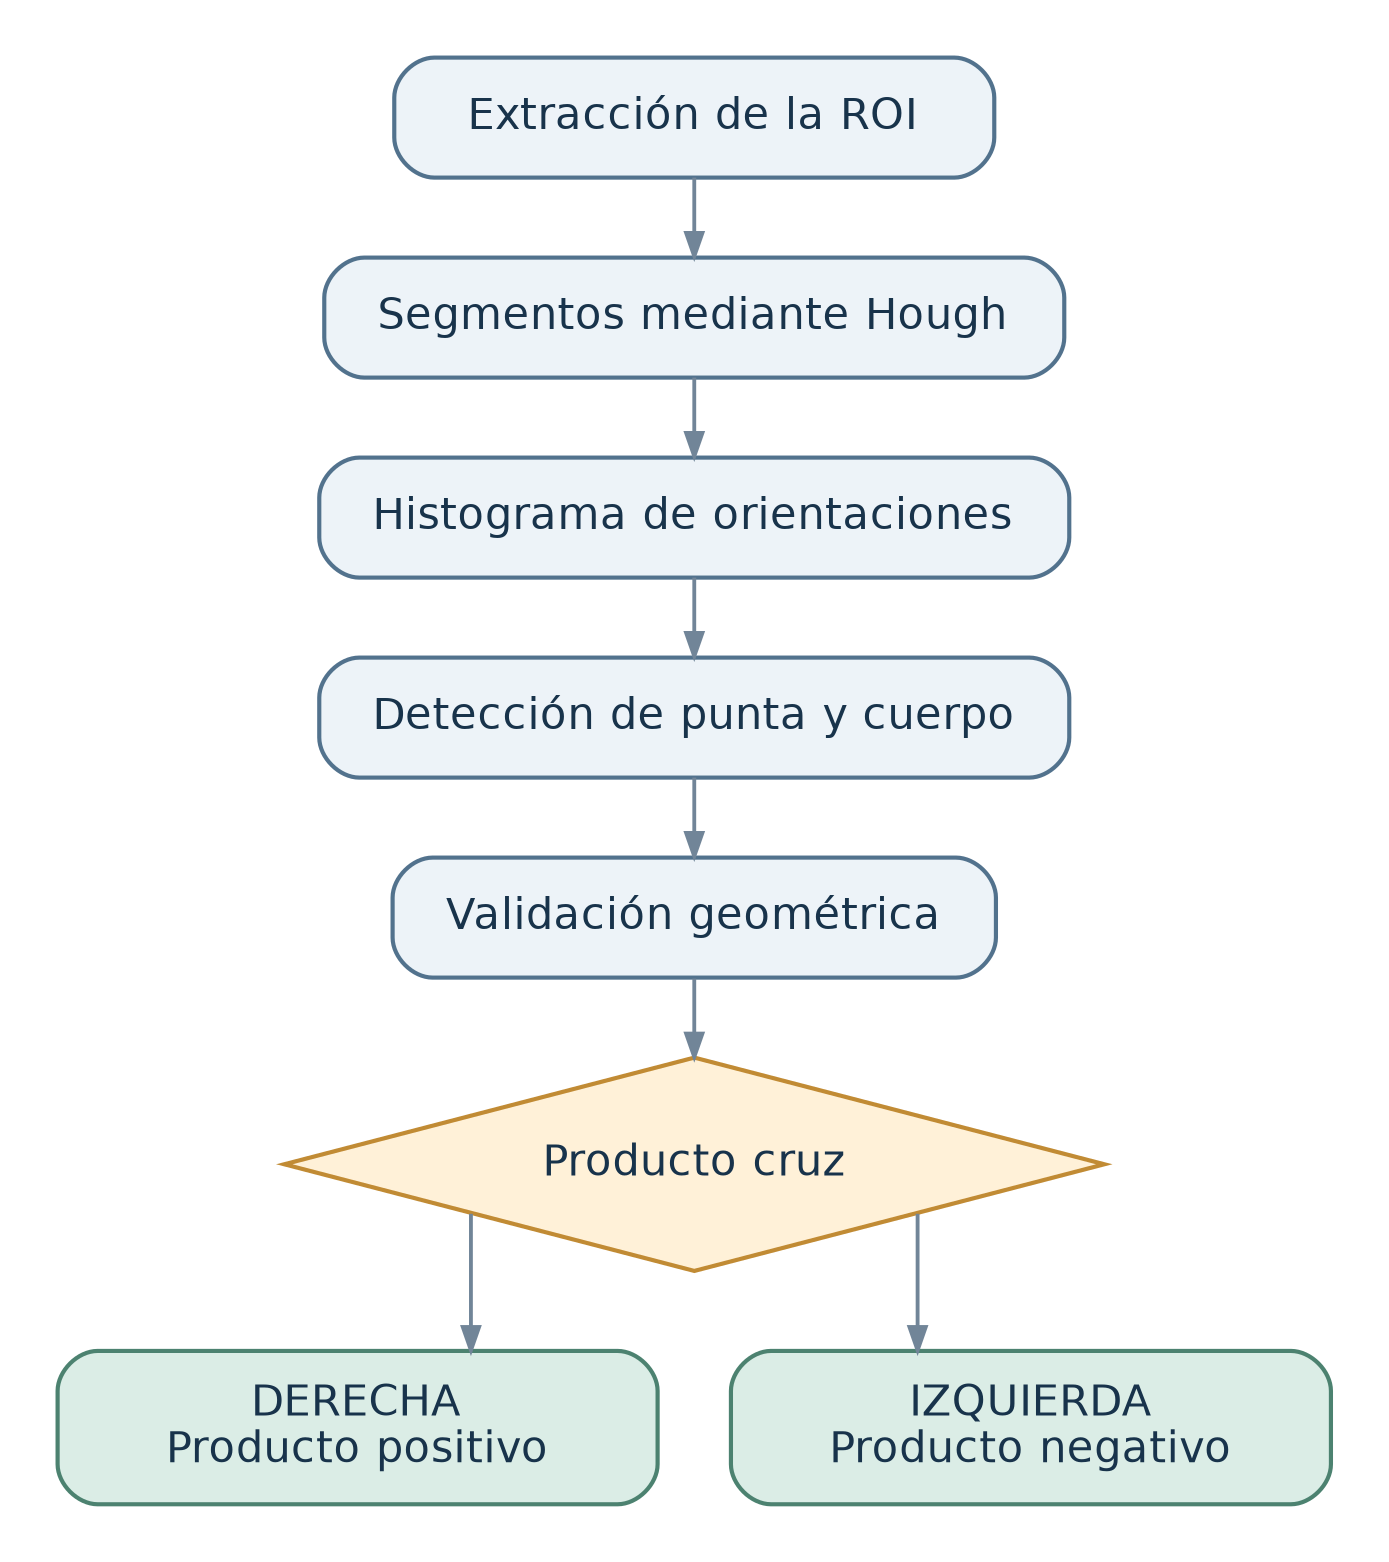 Extracción de la ROI
Segmentos mediante Hough
Histograma de orientaciones
Detección de punta y cuerpo
Validación geométrica
Producto cruz
DERECHA
Producto positivo
IZQUIERDA
Producto negativo